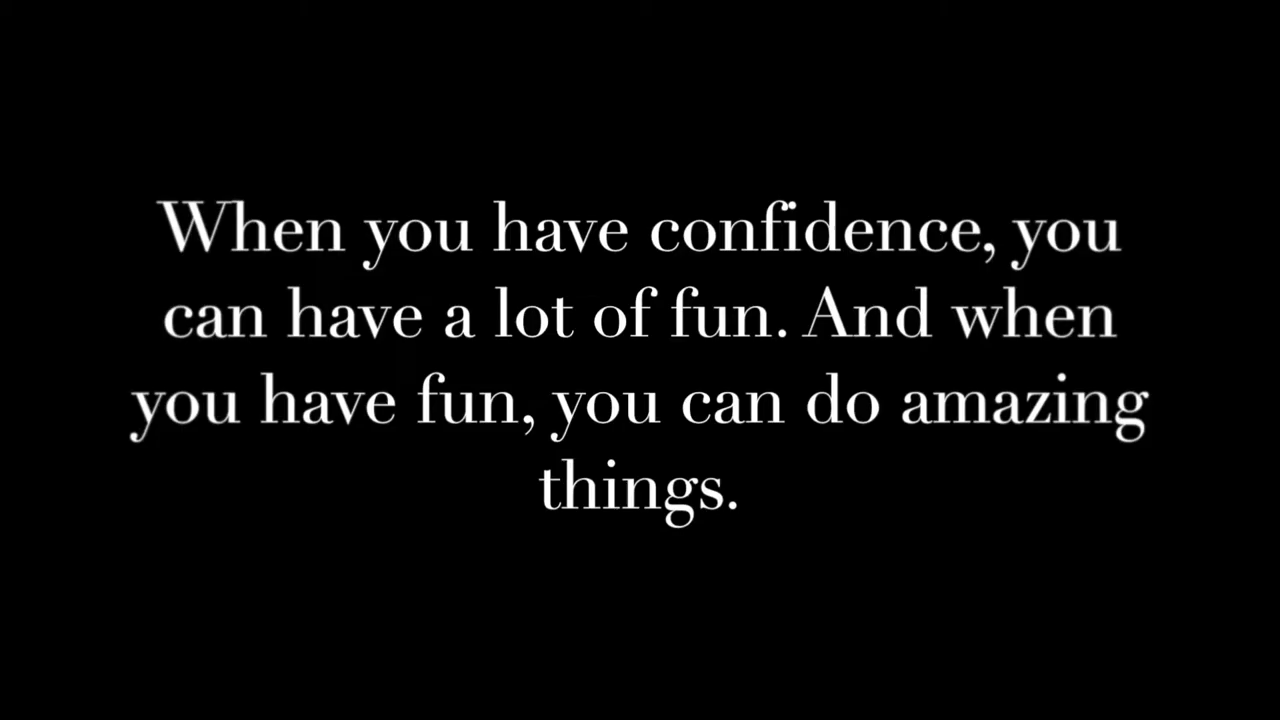 When you have confidence, you
can have a lot of fun. And when
you have fun, you can do amazing
things.